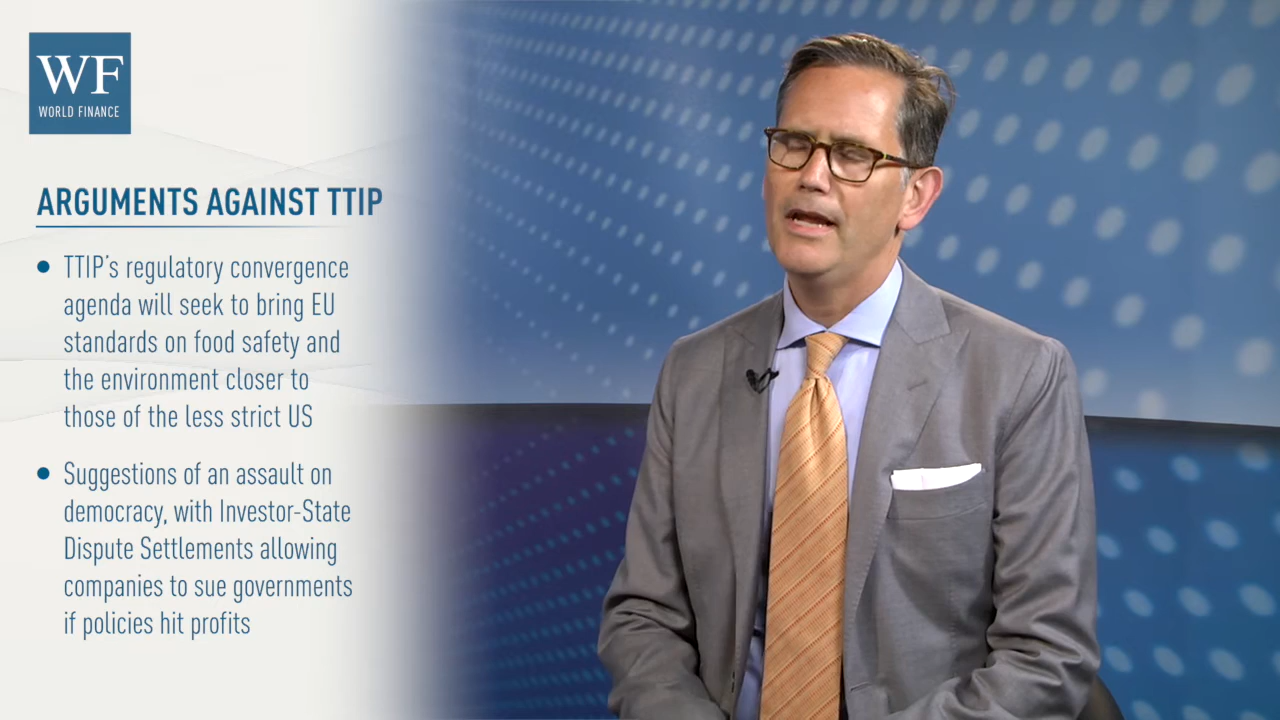 WF
WORLD FINANCE
ARGUMENTS AGAINST TTIP
TTIP's regulatory convergence
agenda will seek to bring EU
standards on food safety and
the environment closer to
those of the less strict US
Suggestions of an assault on
democracy, with Investor-State
Dispute Settlements allowing
companies to sue governments
if policies hit profits